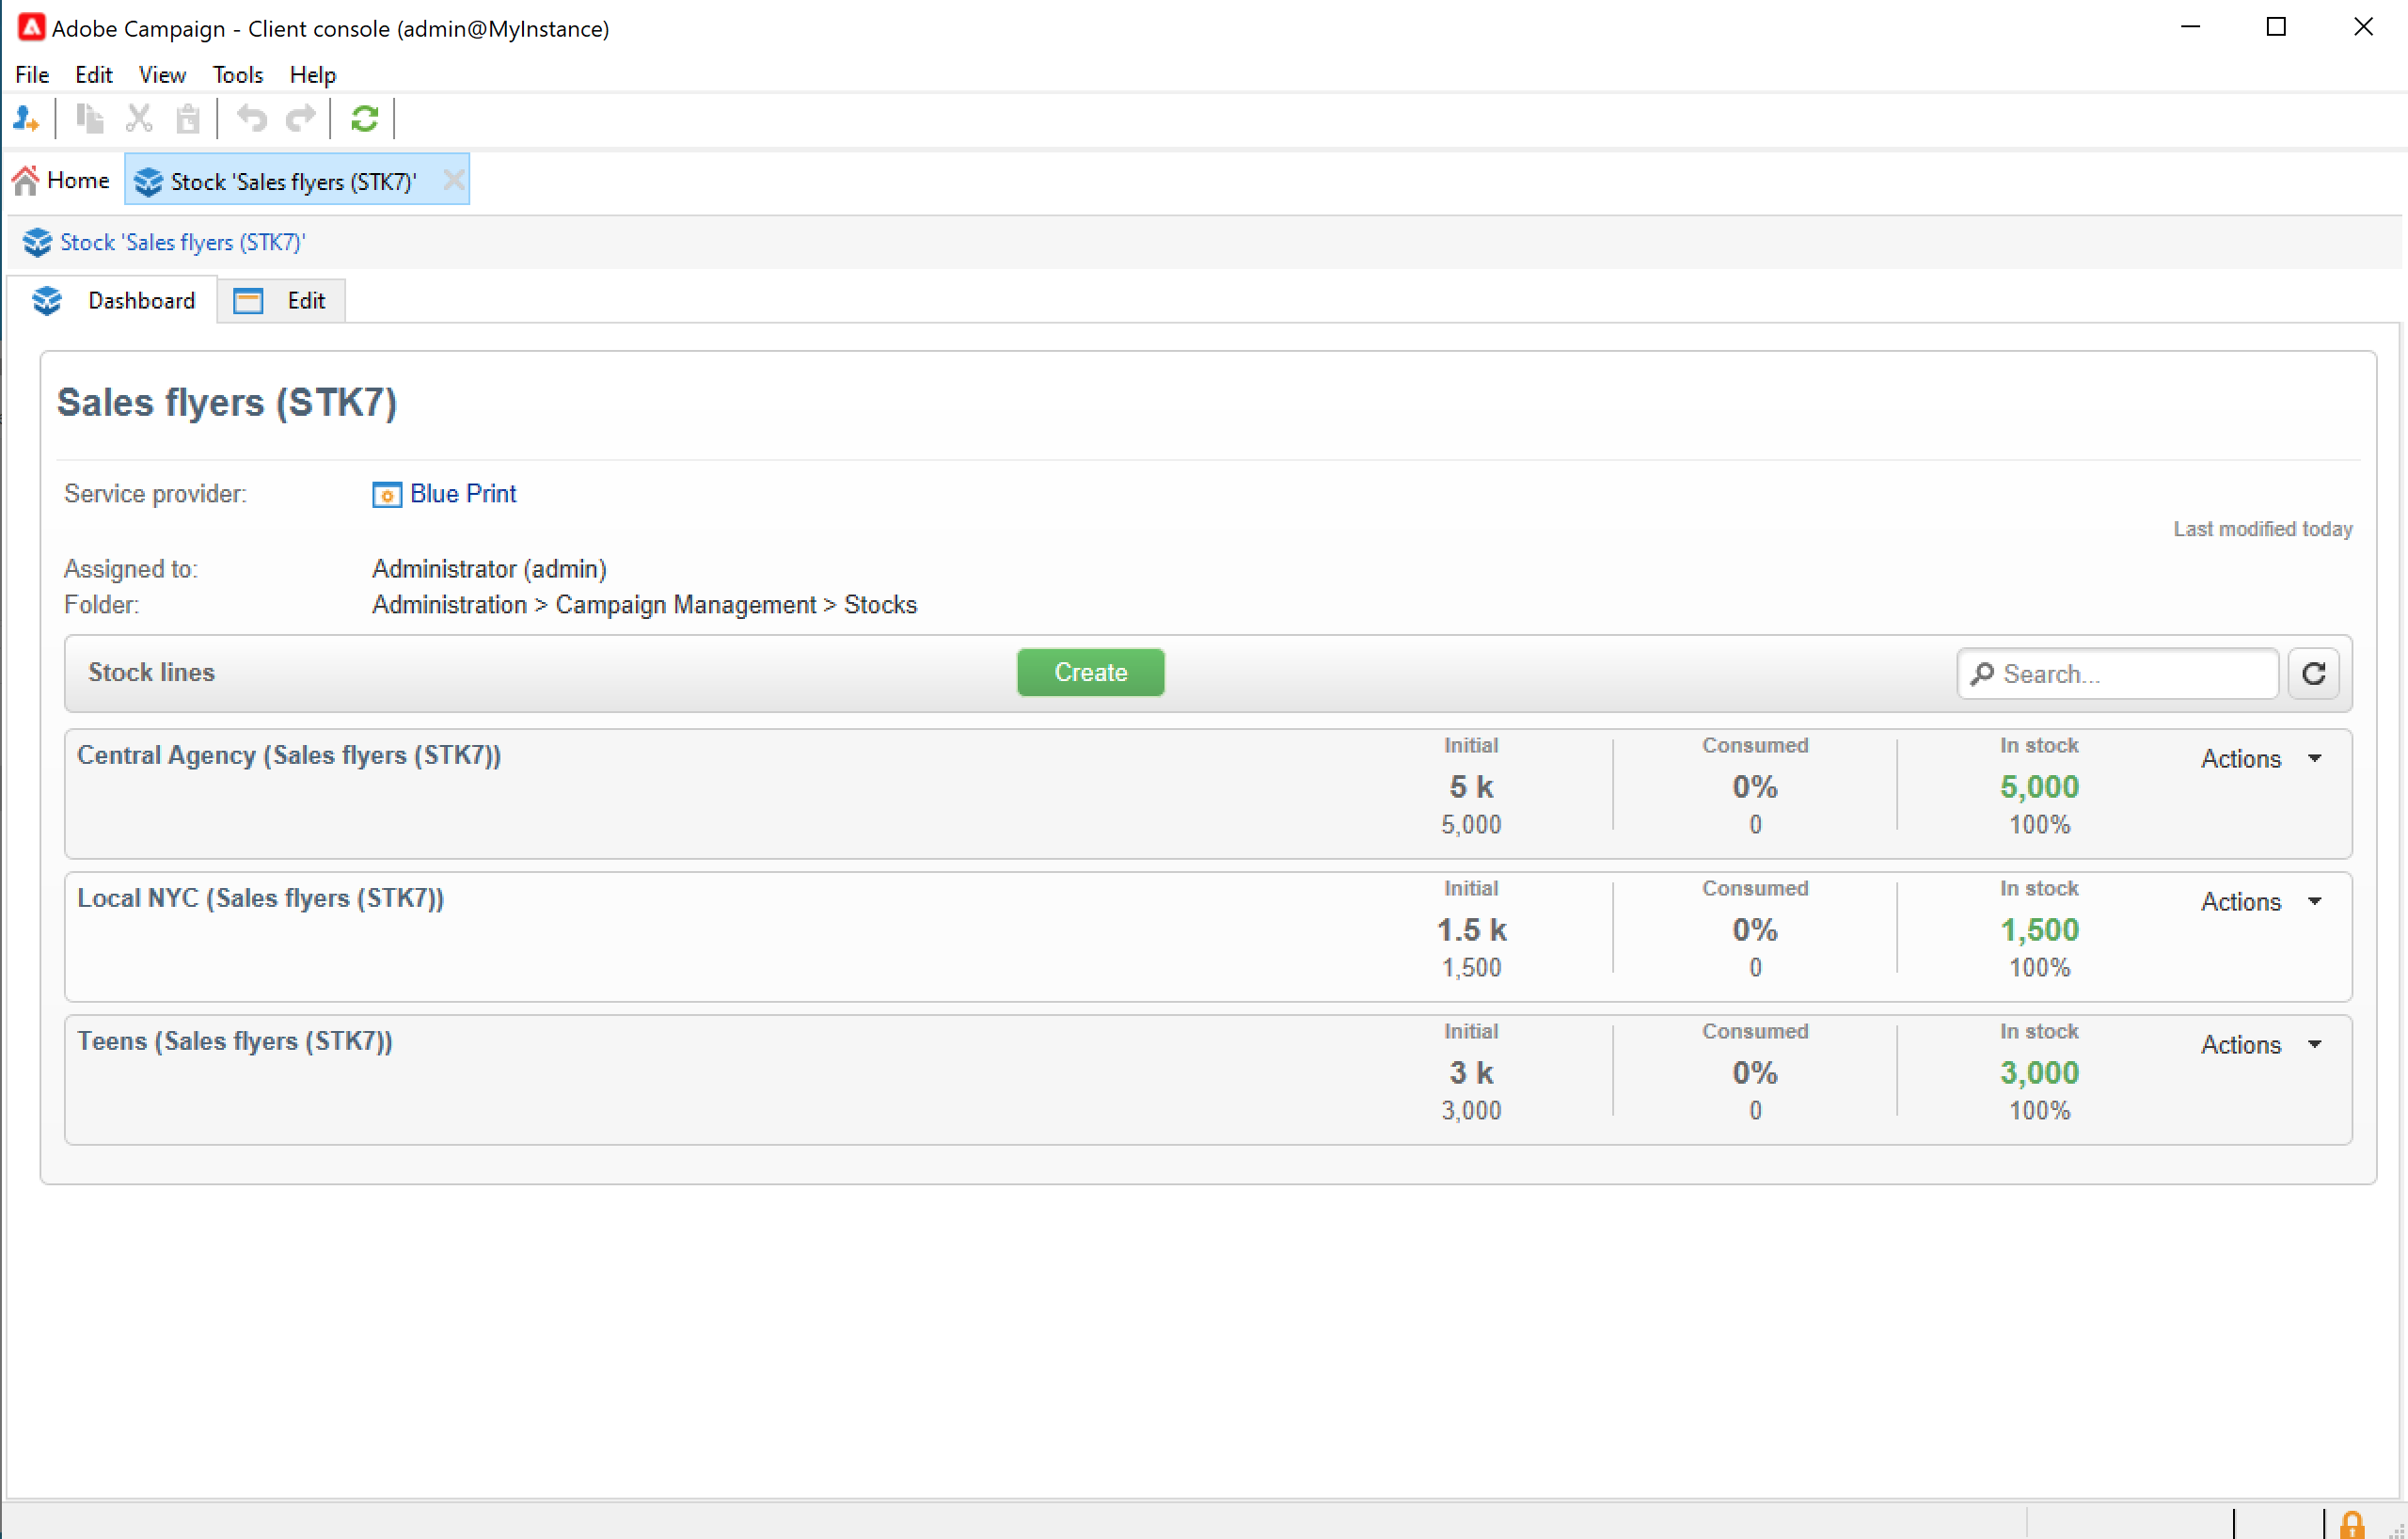 Adobe Campaign - Client console (admin@MyInstance)
File Edit View Tools Help
Home Stock 'Sales flyers (STK7)'
Stock 'Sales flyers (STK7)'
Dashboard Edit
Sales flyers (STK7)
Service provider: Blue Print
Last modified today
Assigned to: Administrator (admin)
Folder: Administration > Campaign Management > Stocks
Stock lines Create Search...
Central Agency (Sales flyers (STK7)) Initial Consumed In stock Actions
5 k 0% 5,000
5,000 0 100%
Local NYC (Sales flyers (STK7)) Initial Consumed In stock Actions
1.5 k 0% 1,500
1,500 0 100%
Teens (Sales flyers (STK7)) Initial Consumed In stock Actions
3 k 0% 3,000
3,000 0 100%